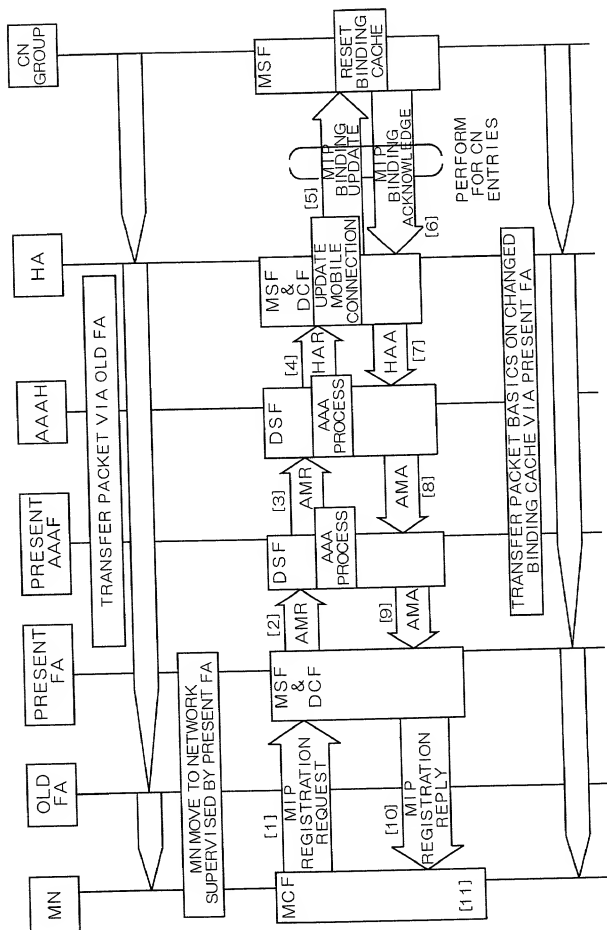 MN
OLD
FA
PRESENT
FA
PRESENT
AAAF
AAAH
HA
CN
GROUP
TRANSFER PACKET VIA OLD FA
MN MOVE TO NETWORK
SUPERVISED BY PRESENT FA
MCF
[1]
MIP
REGISTRATION
REQUEST
MSF
&
DCF
[2]
AMR
DSF
AAA
PROCESS
[3]
AMR
DSF
AAA
PROCESS
[4]
HAR
MSF
&
DCF
UPDATE
MOBILE
CONNECTION
[5]
MIP
BINDING
UPDATE
MSF
RESET
BINDING
CACHE
MIP
BINDING
ACKNOWLEDGE
[6]
PERFORM
FOR CN
ENTRIES
[7]
HAA
[8]
AMA
[9]
AMA
[10]
MIP
REGISTRATION
REPLY
[11]
TRANSFER PACKET BASICS ON CHANGED
BINDING CACHE VIA PRESENT FA